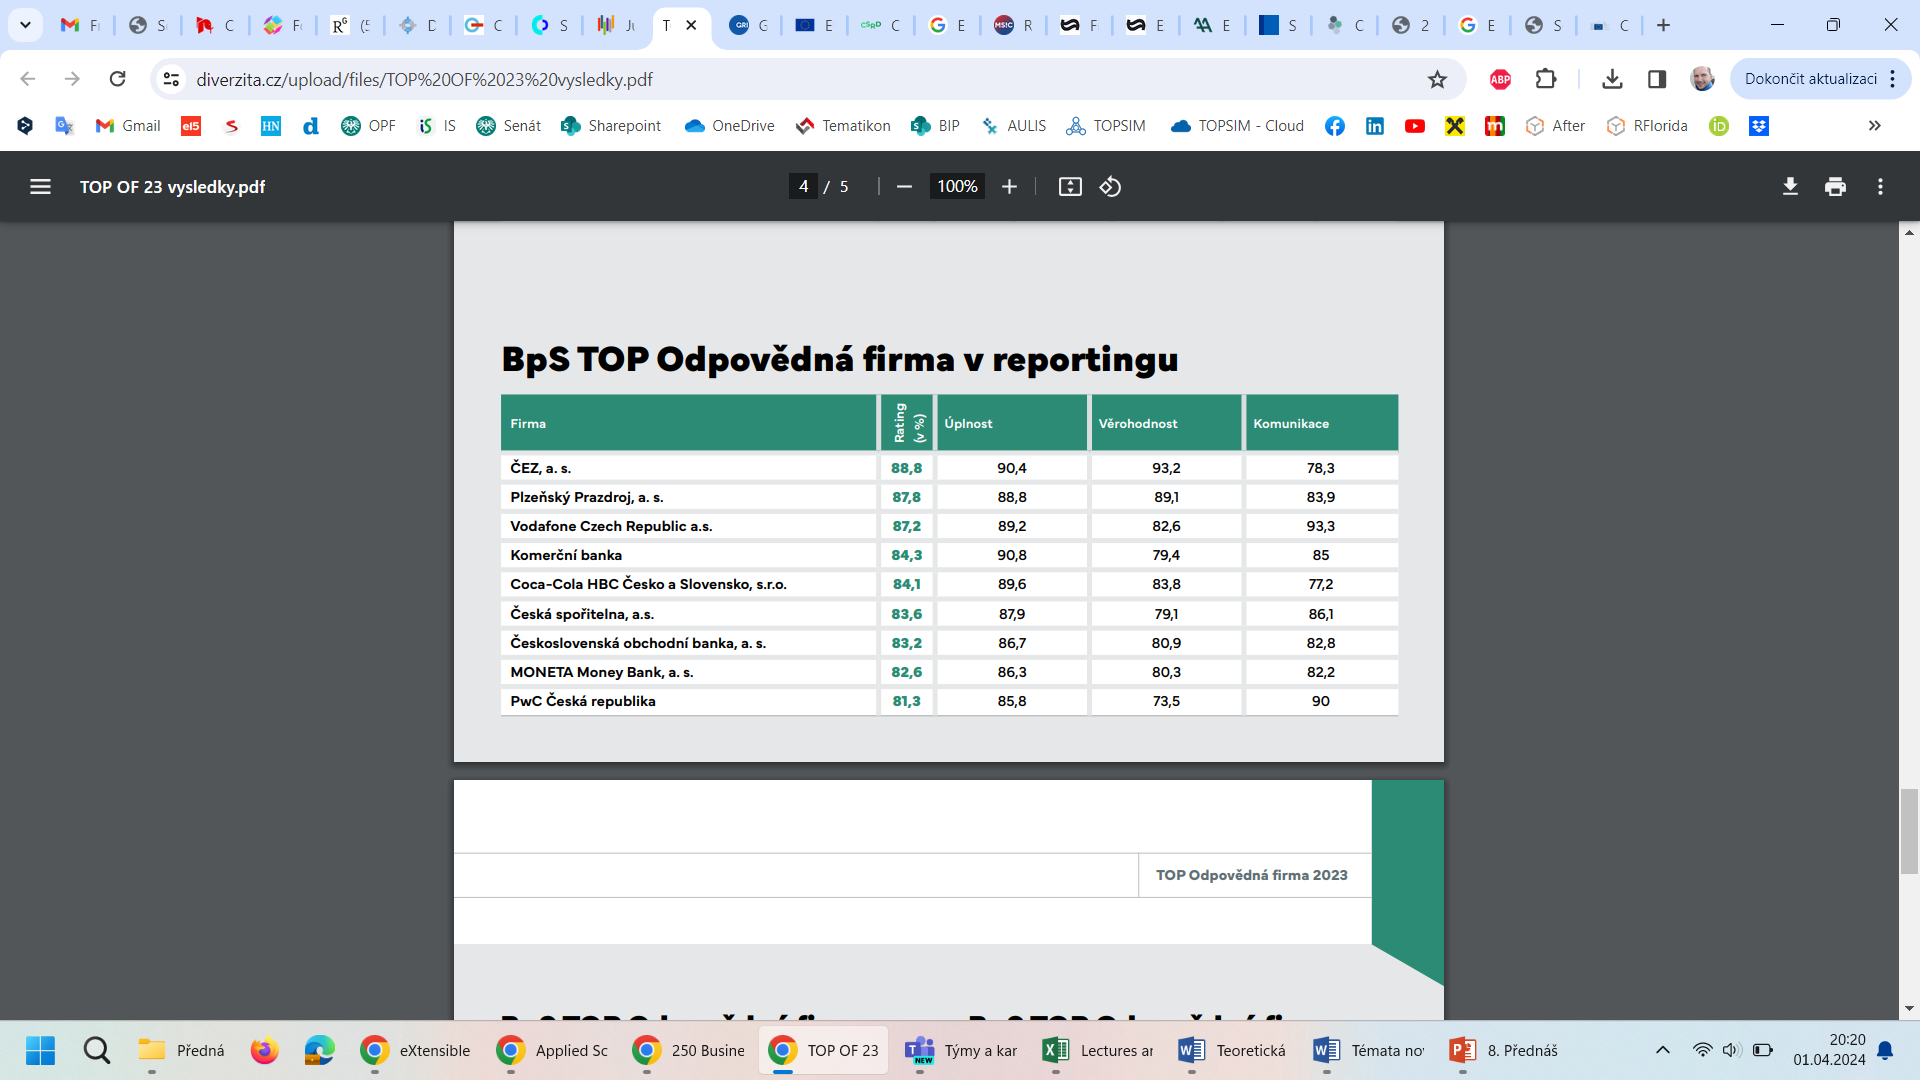 F
S
C
F
(5
D
C
S
Ju
T
G
E
C
E
R
F
E
E
S
C
2
E
S
C
diverzita.cz/upload/files/TOP%20OF%2023%20vysledky.pdf
ABP
Dokončit aktualizaci
Gmail
OPF
IS
Senát
Sharepoint
OneDrive
Tematikon
BIP
AULIS
TOPSIM
TOPSIM - Cloud
After
RFlorida
TOP OF 23 vysledky.pdf
4 / 5
100%
BpS TOP Odpovědná firma v reportingu
Firma Rating (v %) Úplnost Věrohodnost Komunikace
ČEZ, a. s. 88,8 90,4 93,2 78,3
Plzeňský Prazdroj, a. s. 87,8 88,8 89,1 83,9
Vodafone Czech Republic a.s. 87,2 89,2 82,6 93,3
Komerční banka 84,3 90,8 79,4 85
Coca-Cola HBC Česko a Slovensko, s.r.o. 84,1 89,6 83,8 77,2
Česká spořitelna, a.s. 83,6 87,9 79,1 86,1
Československá obchodní banka, a. s. 83,2 86,7 80,9 82,8
MONETA Money Bank, a. s. 82,6 86,3 80,3 82,2
PwC Česká republika 81,3 85,8 73,5 90
TOP Odpovědná firma 2023
Předná
eXtensible
Applied Sc
250 Busine
TOP OF 23
Týmy a kar
Lectures ar
Teoretická
Témata no
8. Přednáš
20:20
01.04.2024